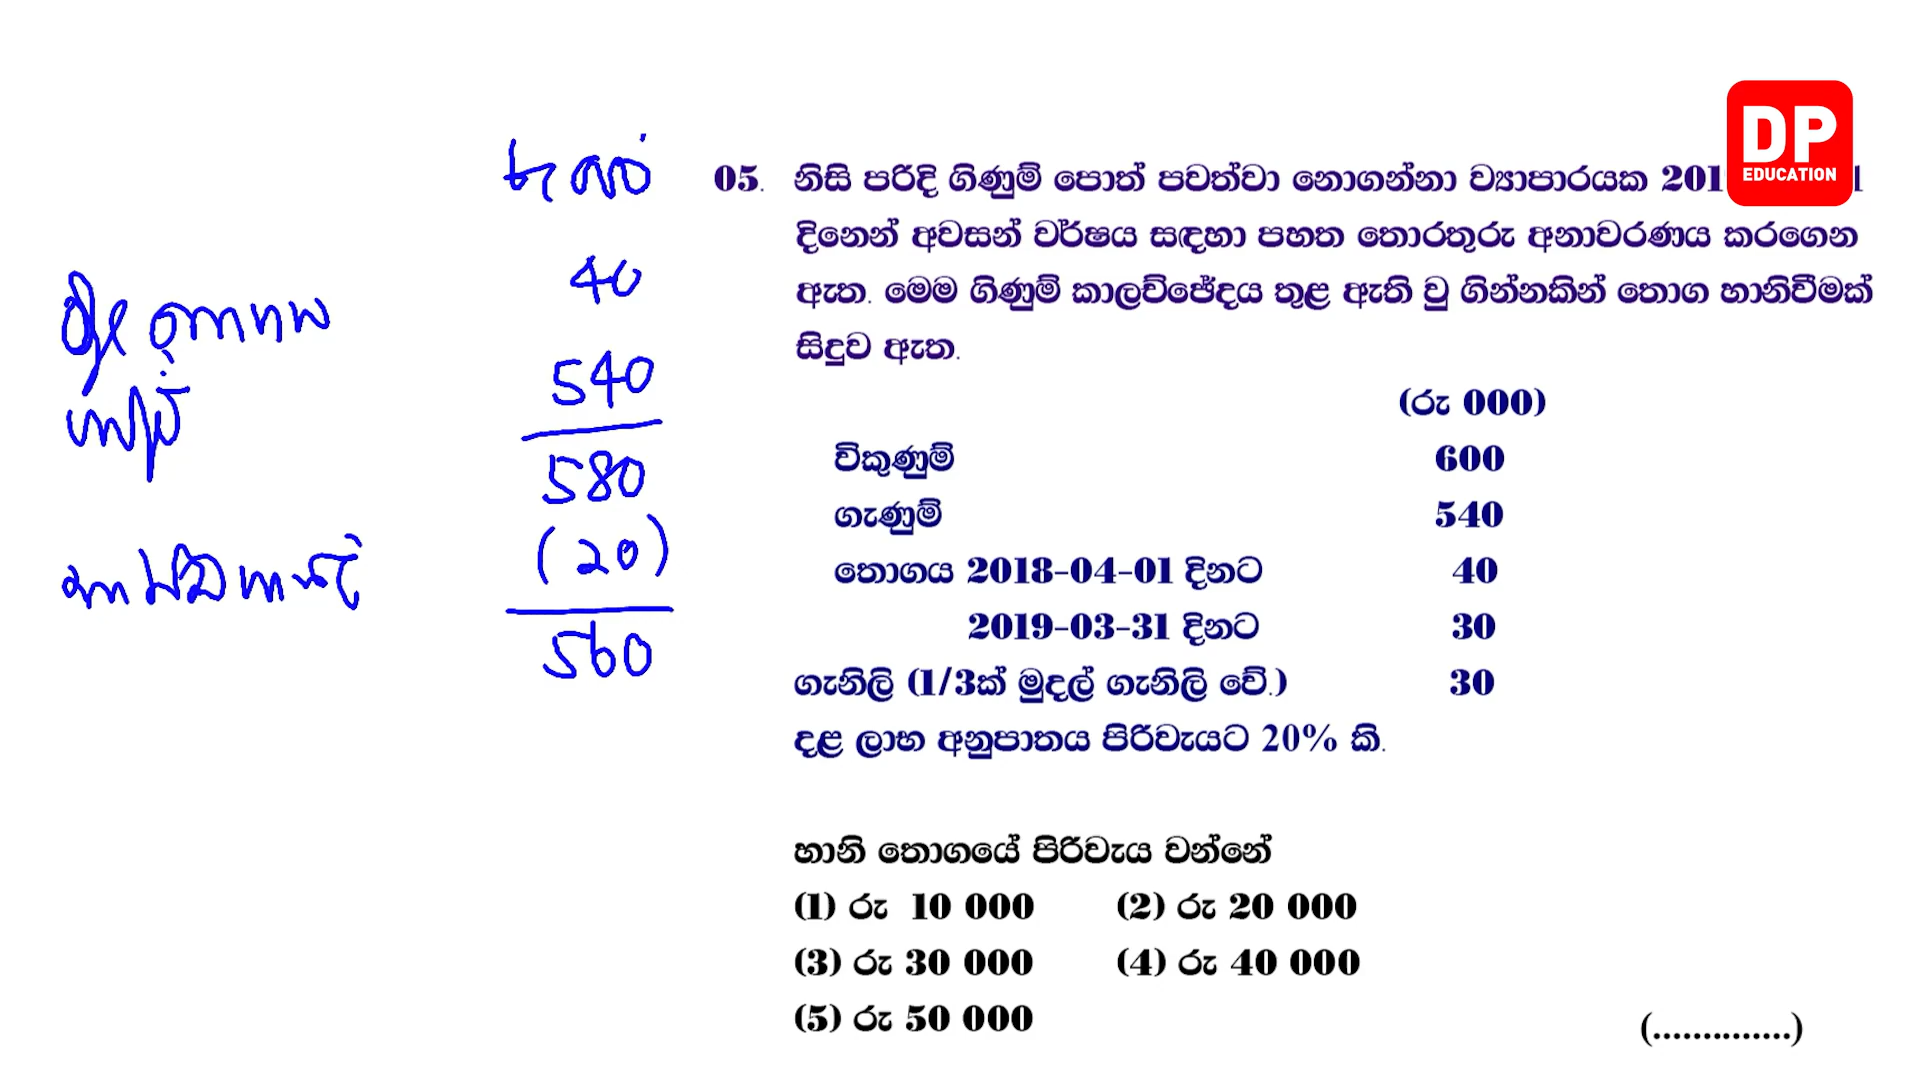 රු 000
40
540
580
(20)
560
DP
EDUCATION
05. නිසි පරිදි ගිණුම් පොත් පවත්වා නොගන්නා ව්‍යාපාරයක 201 1
දිනෙන් අවසන් වර්ෂය සඳහා පහත තොරතුරු අනාවරණය කරගෙන
ඇත. මෙම ගිණුම් කාලච්ඡේදය තුළ ඇති වු ගින්නකින් තොග හානිවීමක්
සිදුව ඇත.
(රු 000)
විකුණුම් 600
ගැණුම් 540
තොගය 2018-04-01 දිනට 40
2019-03-31 දිනට 30
ගැනිලි (1/3ක් මුදල් ගැනිලි වේ.) 30
දළ ලාභ අනුපාතය පිරිවැයට 20% කි.
හානි තොගයේ පිරිවැය වන්නේ
(1) රු 10 000 (2) රු 20 000
(3) රු 30 000 (4) රු 40 000
(5) රු 50 000
(..............)